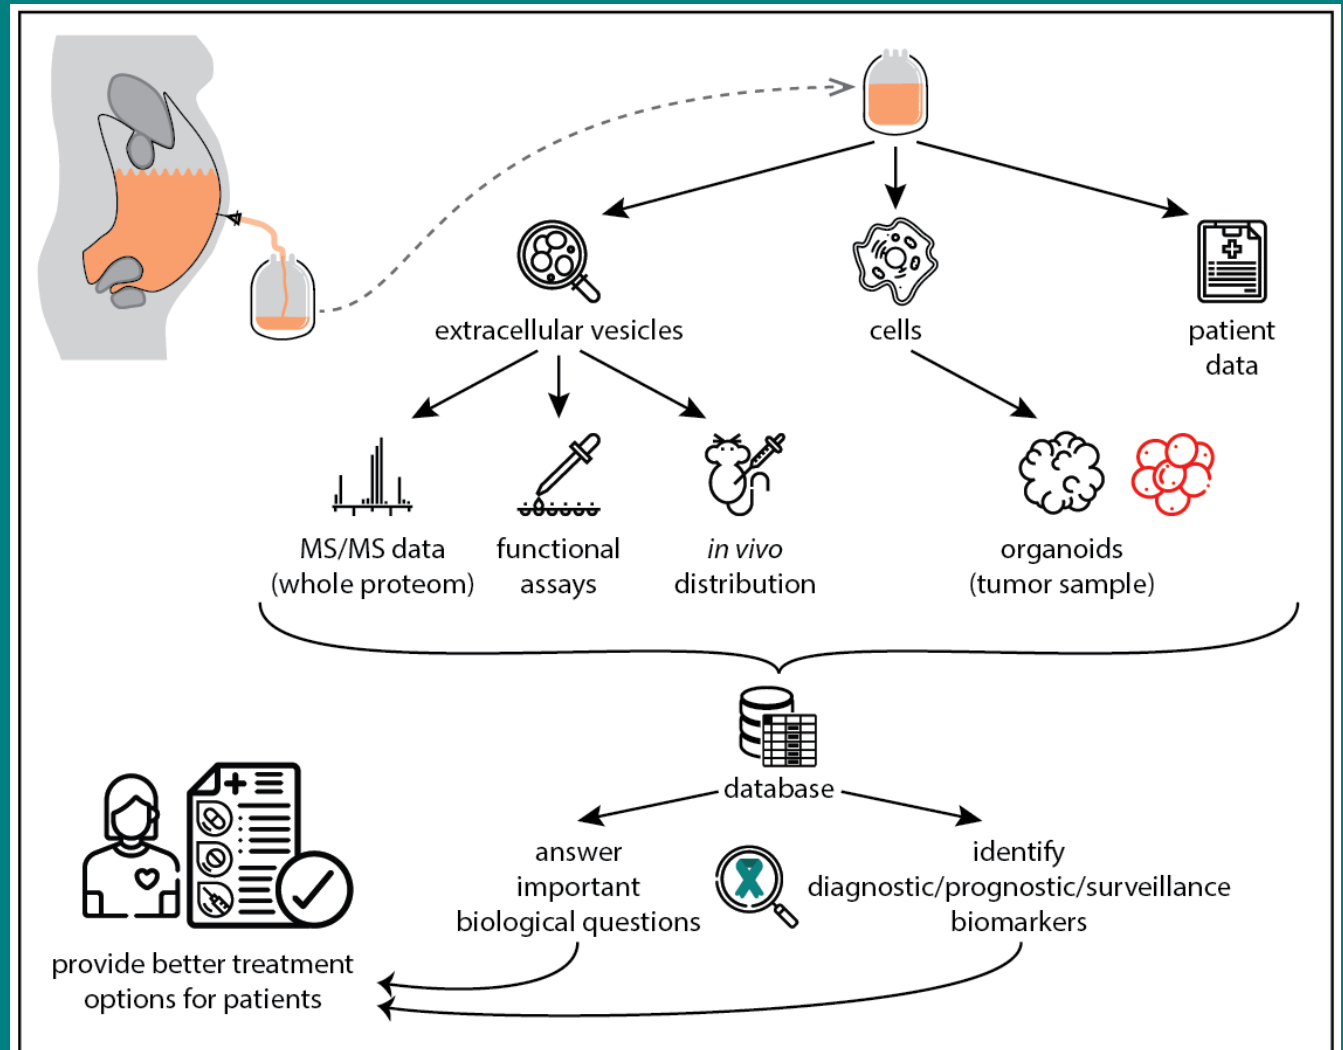 extracellular vesicles
cells
patient
data
MS/MS data
(whole proteom)
functional
assays
in vivo
distribution
organoids
(tumor sample)
database
answer
important
biological questions
identify
diagnostic/prognostic/surveillance
biomarkers
provide better treatment
options for patients